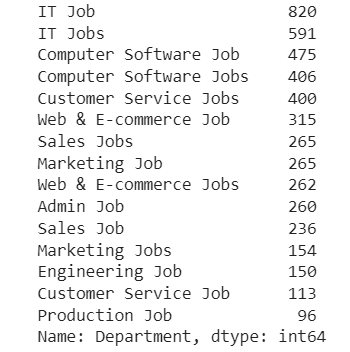 IT Job 820
IT Jobs 591
Computer Software Job 475
Computer Software Jobs 406
Customer Service Jobs 400
Web & E-commerce Job 315
Sales Jobs 265
Marketing Job 265
Web & E-commerce Jobs 262
Admin Job 260
Sales Job 236
Marketing Jobs 154
Engineering Job 150
Customer Service Job 113
Production Job 96
Name: Department, dtype: int64